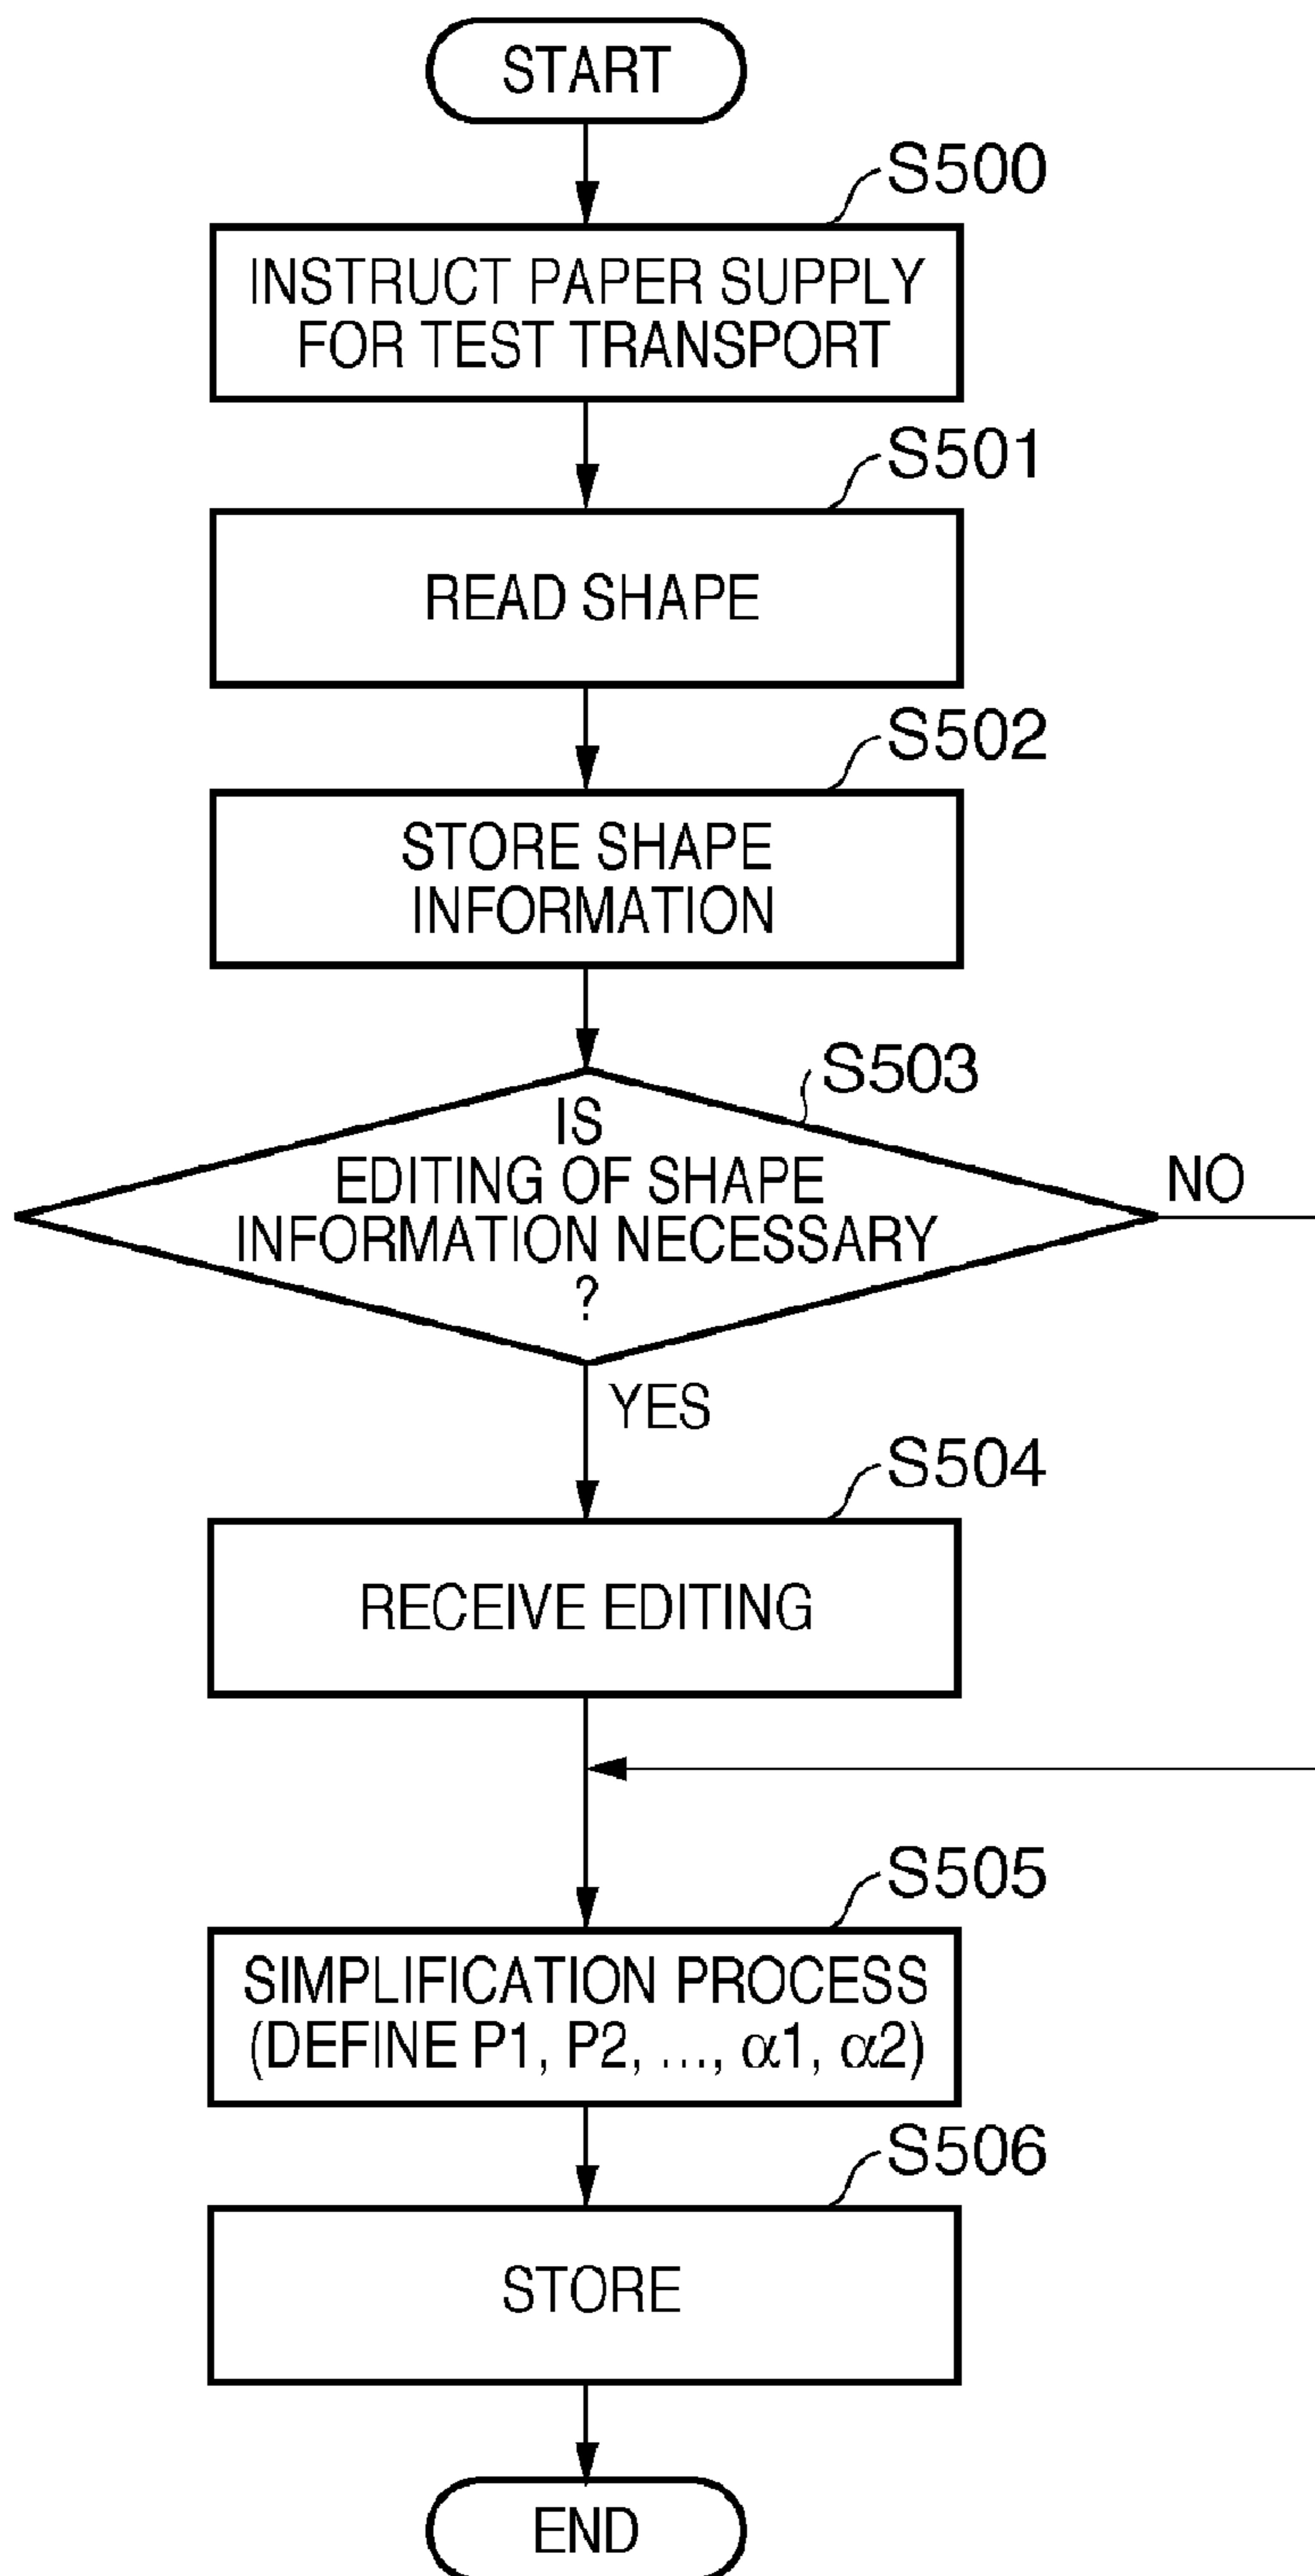 START
S500
INSTRUCT PAPER SUPPLY
FOR TEST TRANSPORT
S501
READ SHAPE
S502
STORE SHAPE
INFORMATION
S503
IS
EDITING OF SHAPE
INFORMATION NECESSARY
?
NO
YES
S504
RECEIVE EDITING
S505
SIMPLIFICATION PROCESS
(DEFINE P1, P2, ..., α1, α2)
S506
STORE
END